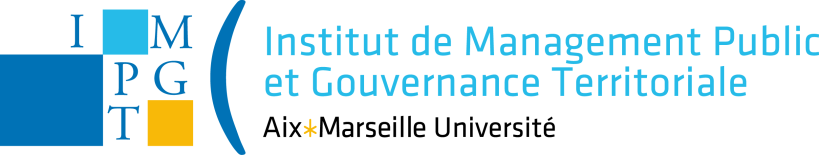 I M
P G
T
Institut de Management Public
et Gouvernance Territoriale
Aix*Marseille Université